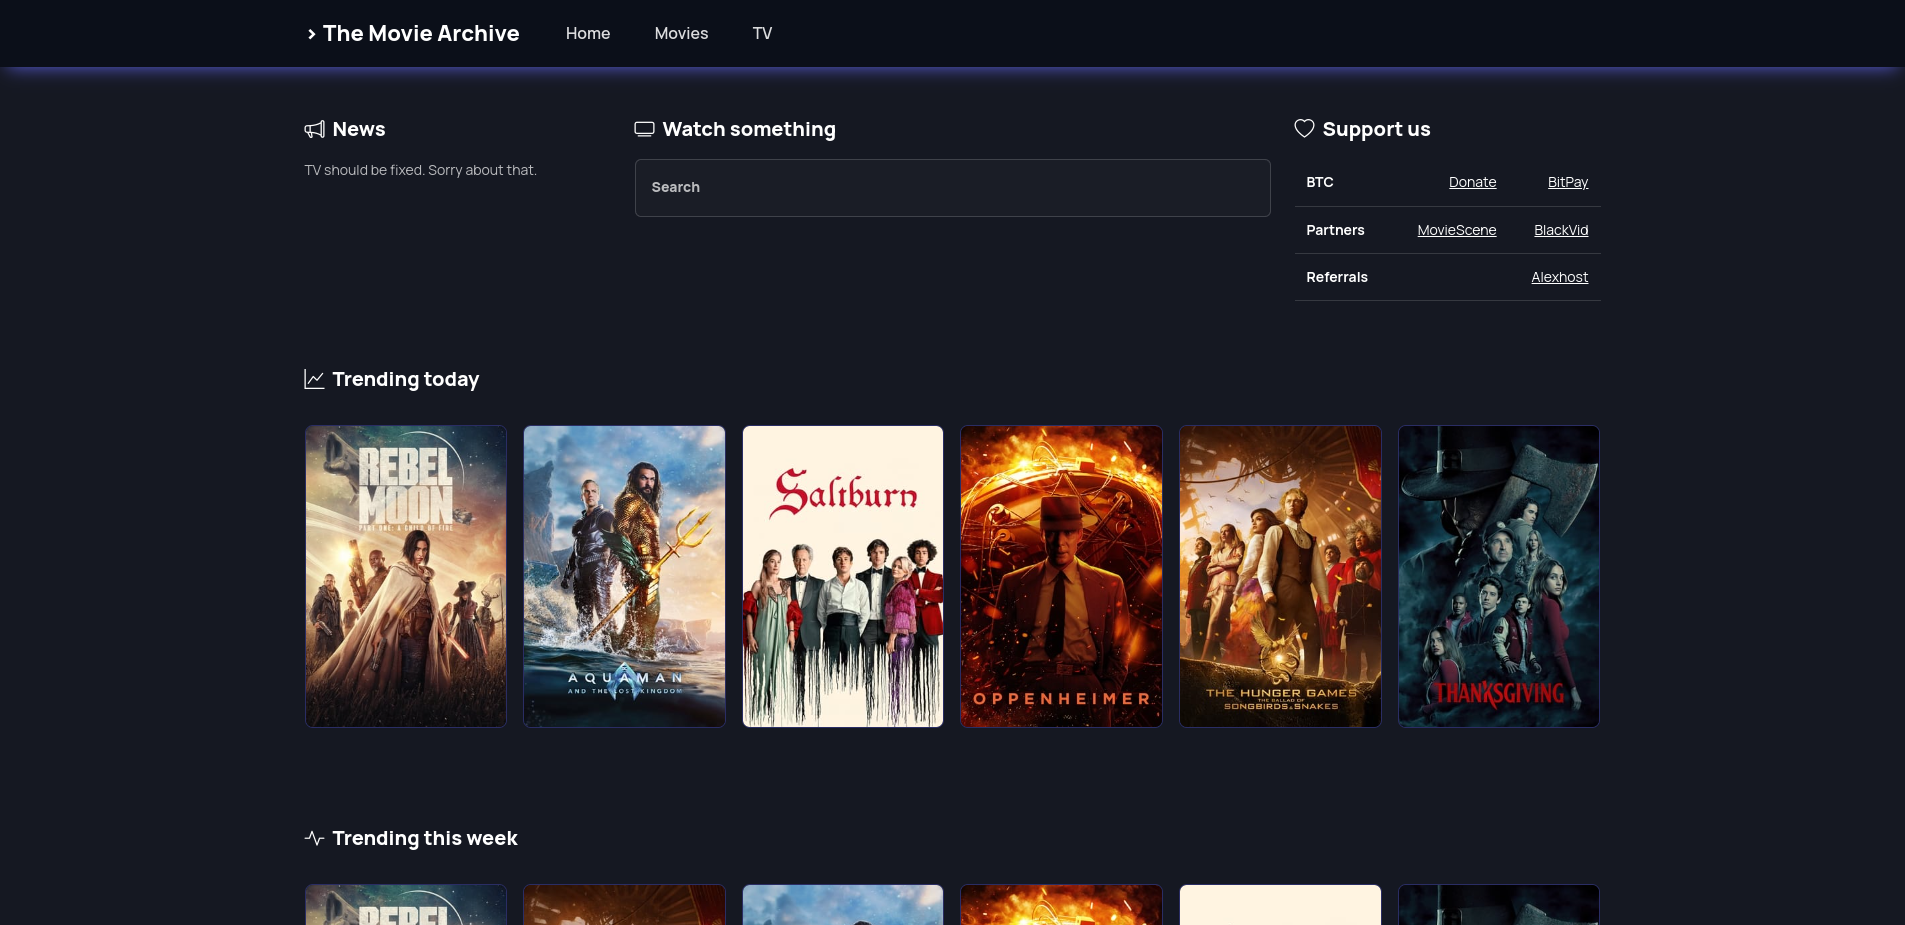 The Movie Archive
Home
Movies
TV
News
TV should be fixed. Sorry about that.
Watch something
Search
Support us
BTC Donate BitPay
Partners MovieScene BlackVid
Referrals Alexhost
Trending today
REBEL
MOON
PART ONE: A CHILD OF FIRE
AQUAMAN
AND THE LOST KINGDOM
Saltburn
OPPENHEIMER
THE HUNGER GAMES
THE BALLAD OF
SONGBIRDS & SNAKES
THANKSGIVING
Trending this week
REBEL